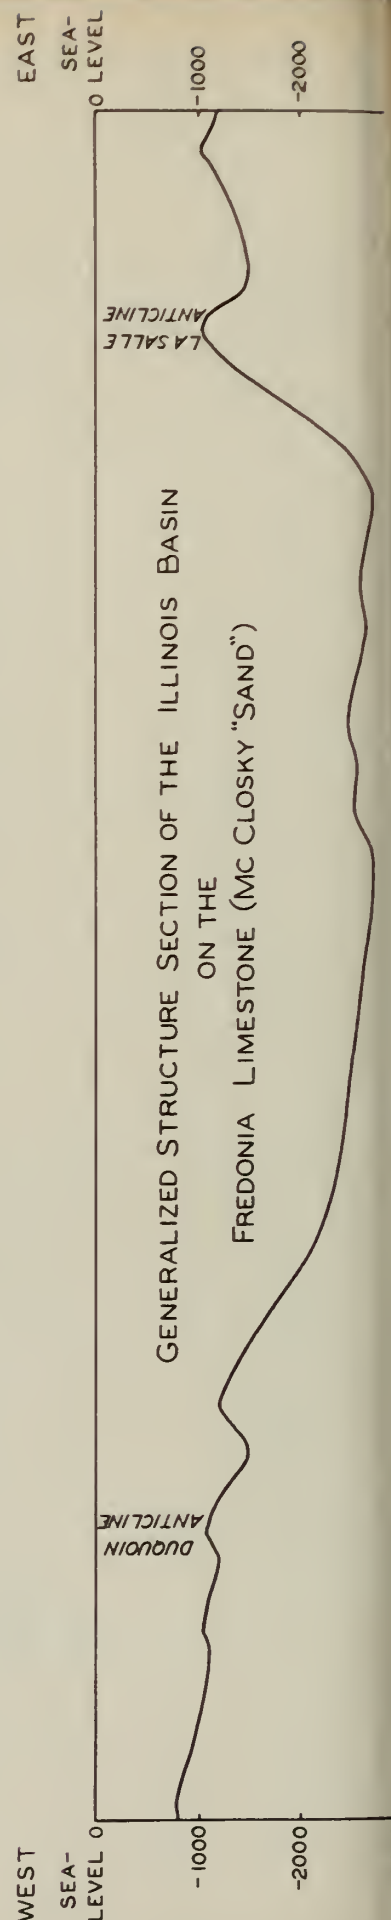 WEST
EAST
SEA-
LEVEL 0
-1000
-2000
SEA-
0 LEVEL
-1000
-2000
DUQUOIN
ANTICLINE
LA SALLE
ANTICLINE
GENERALIZED STRUCTURE SECTION OF THE ILLINOIS BASIN
ON THE
FREDONIA LIMESTONE (MC CLOSKY "SAND")